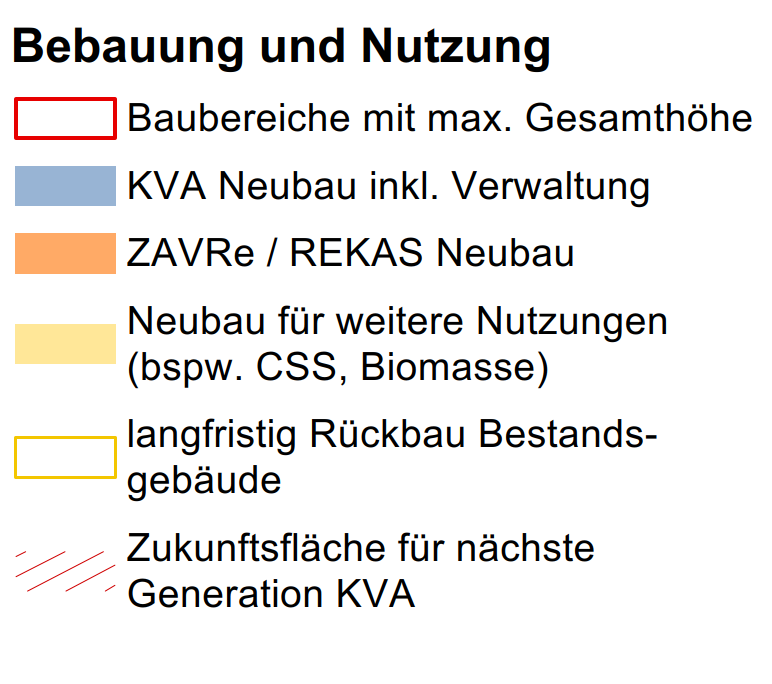 Bebauung und Nutzung
Baubereiche mit max. Gesamthöhe
KVA Neubau inkl. Verwaltung
ZAVRe / REKAS Neubau
Neubau für weitere Nutzungen
(bspw. CSS, Biomasse)
langfristig Rückbau Bestands-
gebäude
Zukunftsfläche für nächste
Generation KVA